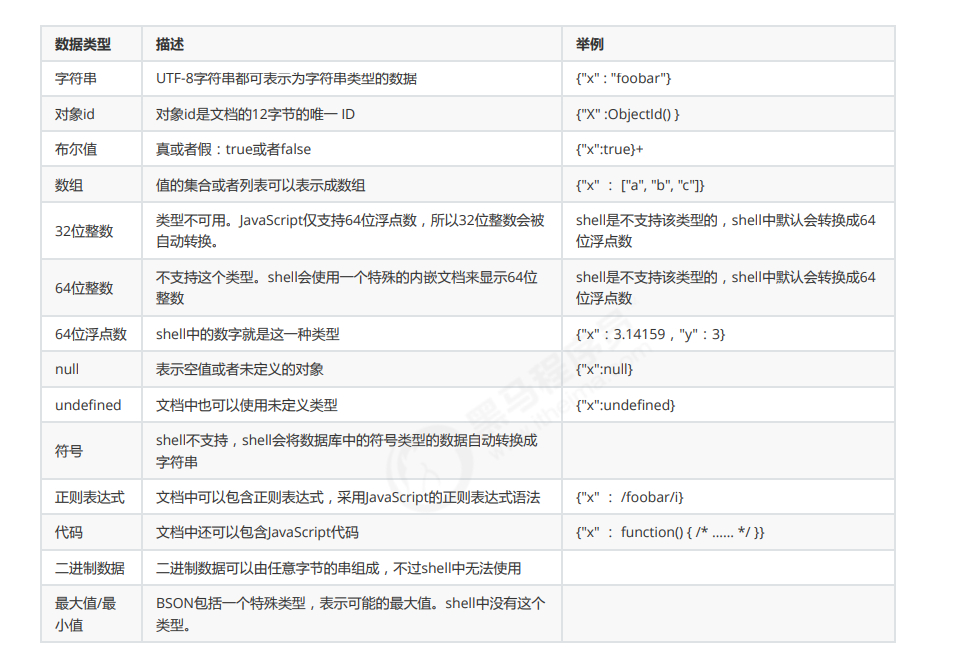 数据类型 描述 举例
字符串 UTF-8字符串都可表示为字符串类型的数据 {"x" : "foobar"}
对象id 对象id是文档的12字节的唯一 ID {"X" :ObjectId() }
布尔值 真或者假：true或者false {"x":true}+
数组 值的集合或者列表可以表示成数组 {"x" ： ["a", "b", "c"]}
32位整数 类型不可用。JavaScript仅支持64位浮点数，所以32位整数会被 shell是不支持该类型的，shell中默认会转换成64
自动转换。 位浮点数
64位整数 不支持这个类型。shell会使用一个特殊的内嵌文档来显示64位 shell是不支持该类型的，shell中默认会转换成64
整数 位浮点数
64位浮点数 shell中的数字就是这一种类型 {"x"：3.14159，"y"：3}
null 表示空值或者未定义的对象 {"x":null}
undefined 文档中也可以使用未定义类型 {"x":undefined}
符号 shell不支持，shell会将数据库中的符号类型的数据自动转换成
字符串
正则表达式 文档中可以包含正则表达式，采用JavaScript的正则表达式语法 {"x" ： /foobar/i}
代码 文档中还可以包含JavaScript代码 {"x" ： function() { /* …… */ }}
二进制数据 二进制数据可以由任意字节的串组成，不过shell中无法使用
最大值/最 BSON包括一个特殊类型，表示可能的最大值。shell中没有这个
小值 类型。
黑马程序员